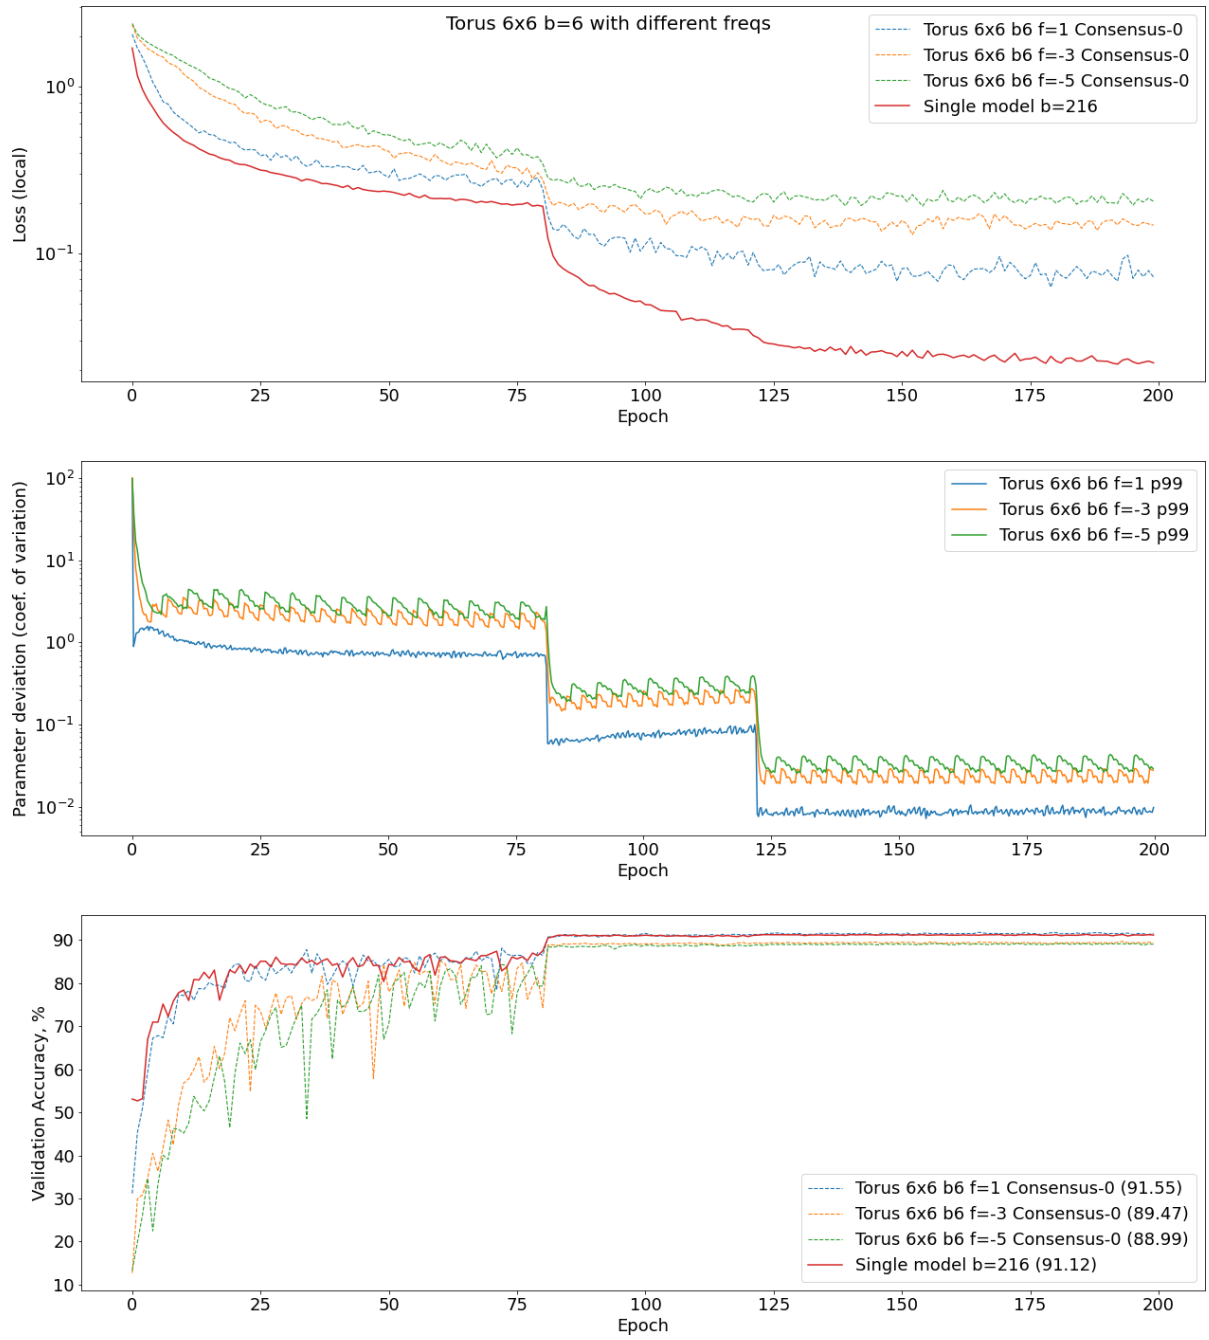 Torus 6x6 b=6 with different freqs
Torus 6x6 b6 f=1 Consensus-0
Torus 6x6 b6 f=-3 Consensus-0
Torus 6x6 b6 f=-5 Consensus-0
Single model b=216
Loss (local)
10⁰
10⁻¹
0 25 50 75 100 125 150 175 200
Epoch
Torus 6x6 b6 f=1 p99
Torus 6x6 b6 f=-3 p99
Torus 6x6 b6 f=-5 p99
Parameter deviation (coef. of variation)
10²
10¹
10⁰
10⁻¹
10⁻²
0 25 50 75 100 125 150 175 200
Epoch
Validation Accuracy, %
90
80
70
60
50
40
30
20
10
Torus 6x6 b6 f=1 Consensus-0 (91.55)
Torus 6x6 b6 f=-3 Consensus-0 (89.47)
Torus 6x6 b6 f=-5 Consensus-0 (88.99)
Single model b=216 (91.12)
0 25 50 75 100 125 150 175 200
Epoch